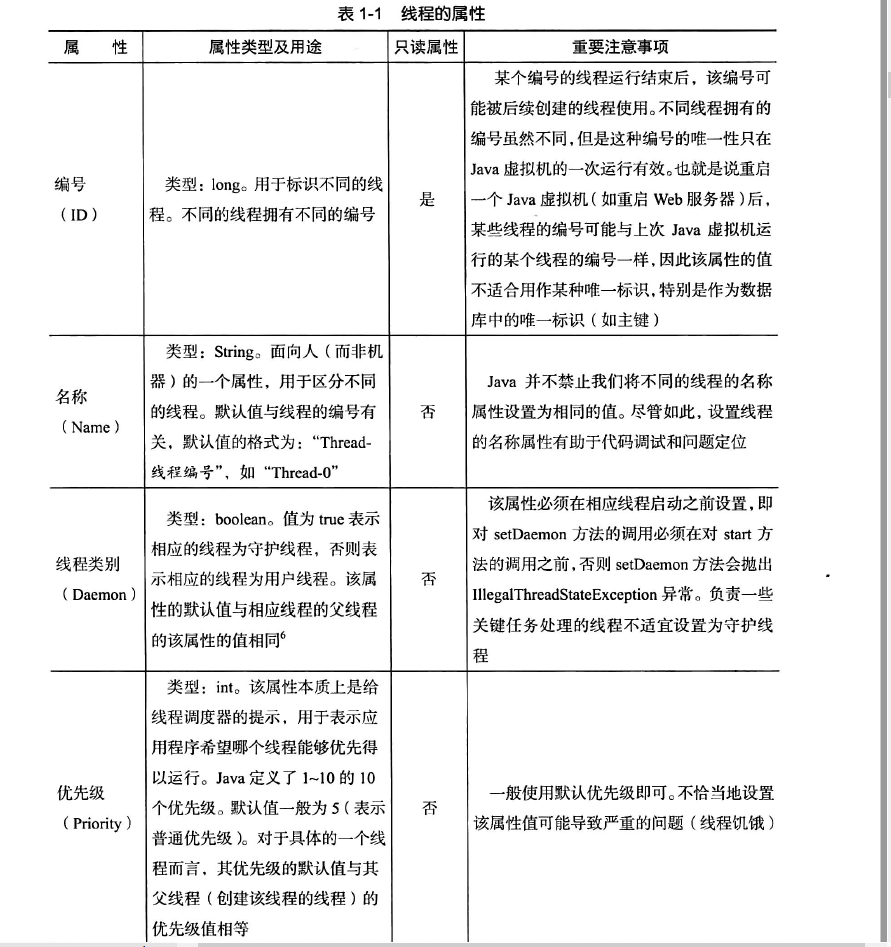 表 1-1 线程的属性
属 性
属性类型及用途
只读属性
重要注意事项
编号
（ID）
类型：long。用于标识不同的线
程。不同的线程拥有不同的编号
是
某个编号的线程运行结束后，该编号可
能被后续创建的线程使用。不同线程拥有的
编号虽然不同，但是这种编号的唯一性只在
Java 虚拟机的一次运行有效。也就是说重启
一个 Java 虚拟机（如重启 Web 服务器）后，
某些线程的编号可能与上次 Java 虚拟机运
行的某个线程的编号一样，因此该属性的值
不适合用作某种唯一标识，特别是作为数据
库中的唯一标识（如主键）
名称
（Name）
类型：String。面向人（而非机
器）的一个属性，用于区分不同
的线程。默认值与线程的编号有
关，默认值的格式为：“Thread-
线程编号”，如“Thread-0”
否
Java 并不禁止我们将不同的线程的名称
属性设置为相同的值。尽管如此，设置线程
的名称属性有助于代码调试和问题定位
线程类别
（Daemon）
类型：boolean。值为 true 表示
相应的线程为守护线程，否则表
示相应的线程为用户线程。该属
性的默认值与相应线程的父线程
的该属性的值相同6
否
该属性必须在相应线程启动之前设置，即
对 setDaemon 方法的调用必须在对 start 方
法的调用之前，否则 setDaemon 方法会抛出
IllegalThreadStateException 异常。负责一些
关键任务处理的线程不适宜设置为守护线
程
优先级
（Priority）
类型：int。该属性本质上是给
线程调度器的提示，用于表示应
用程序希望哪个线程能够优先得
以运行。Java 定义了 1~10 的 10
个优先级。默认值一般为 5（表示
普通优先级）。对于具体的一个线
程而言，其优先级的默认值与其
父线程（创建该线程的线程）的
优先级值相等
否
一般使用默认优先级即可。不恰当地设置
该属性值可能导致严重的问题（线程饥饿）